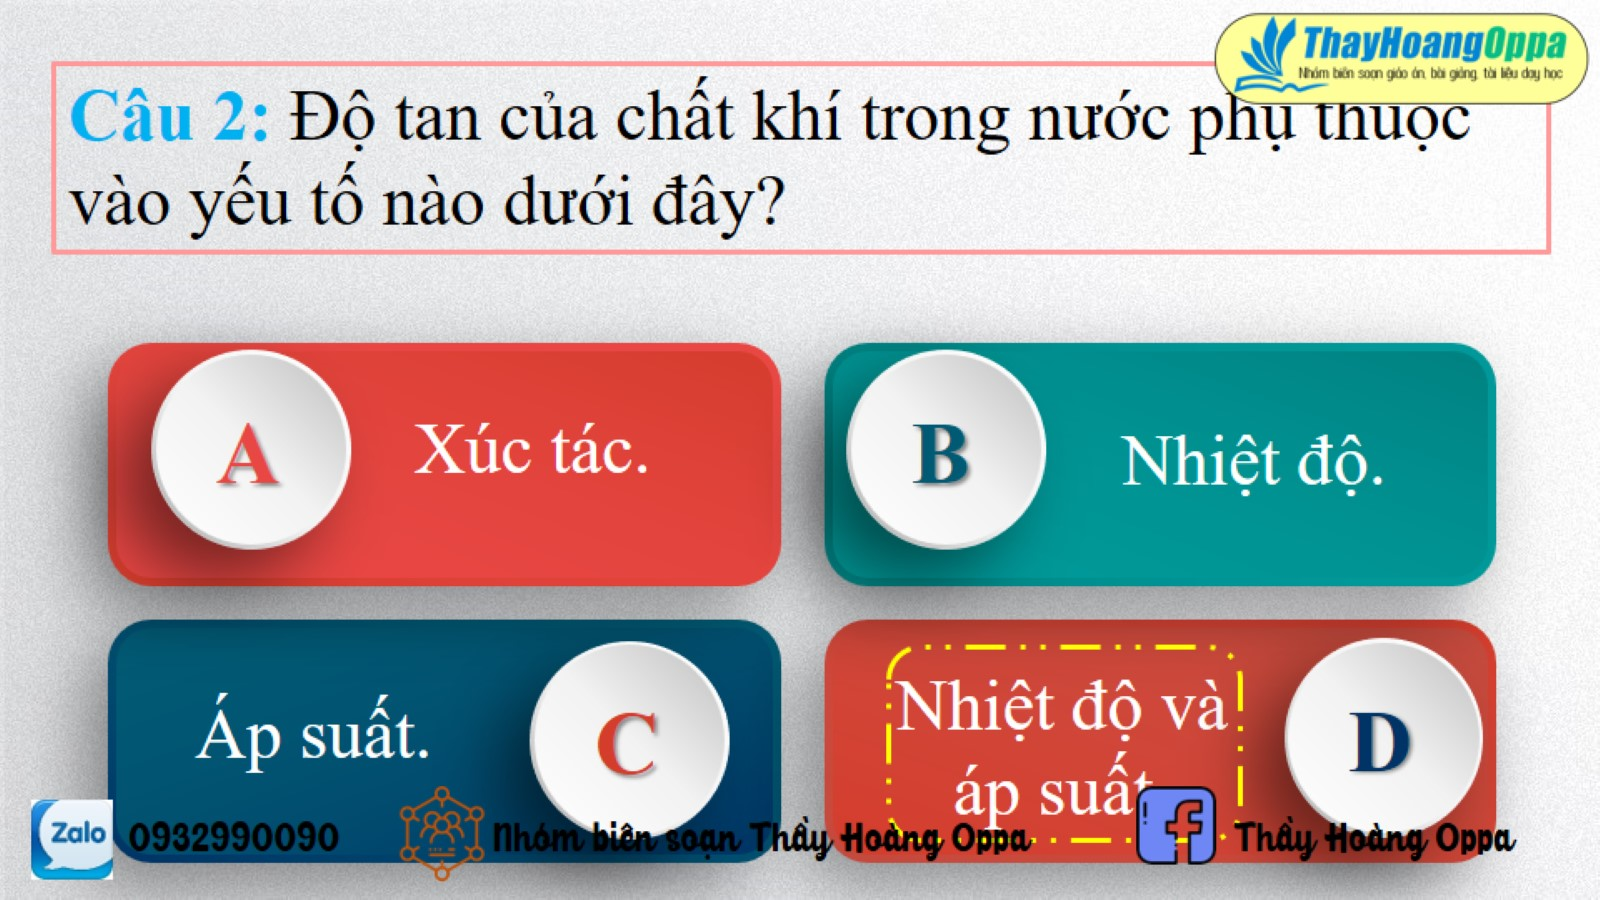 ThayHoangOppa
Nhóm biên soạn giáo án, bài giảng, tài liệu dạy học
Câu 2: Độ tan của chất khí trong nước phụ thuộc
vào yếu tố nào dưới đây?
A
Xúc tác.
B
Nhiệt độ.
Áp suất.
C
Nhiệt độ và
áp suất
D
Zalo
0932990090
Nhóm biên soạn Thầy Hoàng Oppa
Thầy Hoàng Oppa